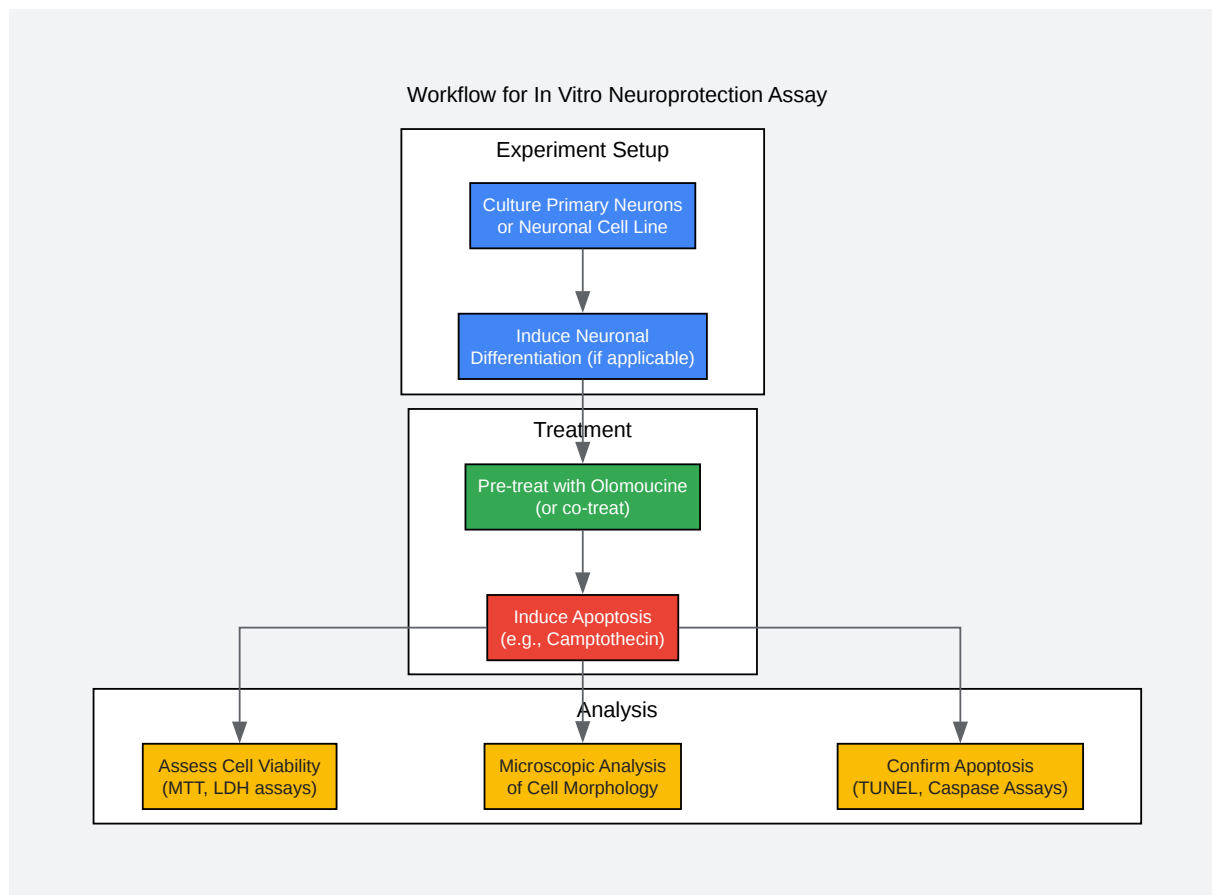 Workflow for In Vitro Neuroprotection Assay
Experiment Setup
Culture Primary Neurons
or Neuronal Cell Line
Induce Neuronal
Differentiation (if applicable)
Treatment
Pre-treat with Olomoucine
(or co-treat)
Induce Apoptosis
(e.g., Camptothecin)
Analysis
Assess Cell Viability
(MTT, LDH assays)
Microscopic Analysis
of Cell Morphology
Confirm Apoptosis
(TUNEL, Caspase Assays)